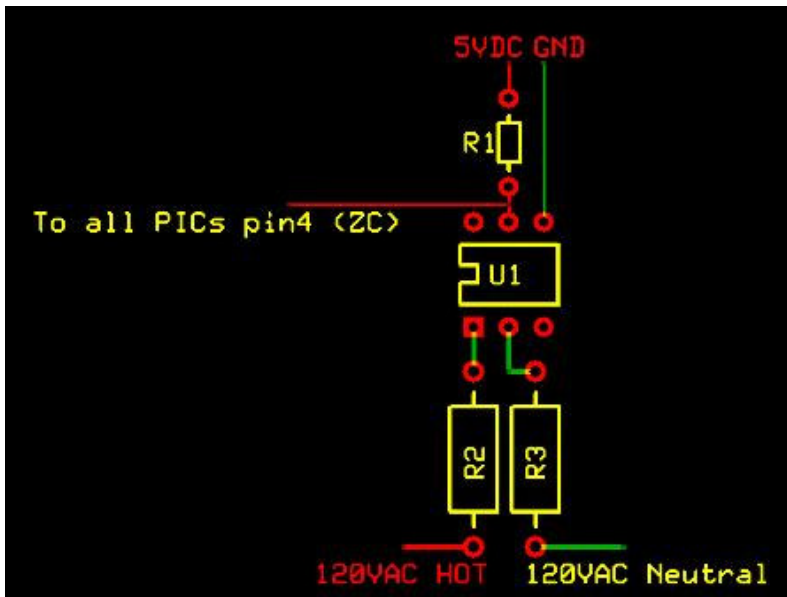 5VDC GND
R1
To all PICs pin4 (ZC)
U1
R2 R3
120VAC HOT 120VAC Neutral